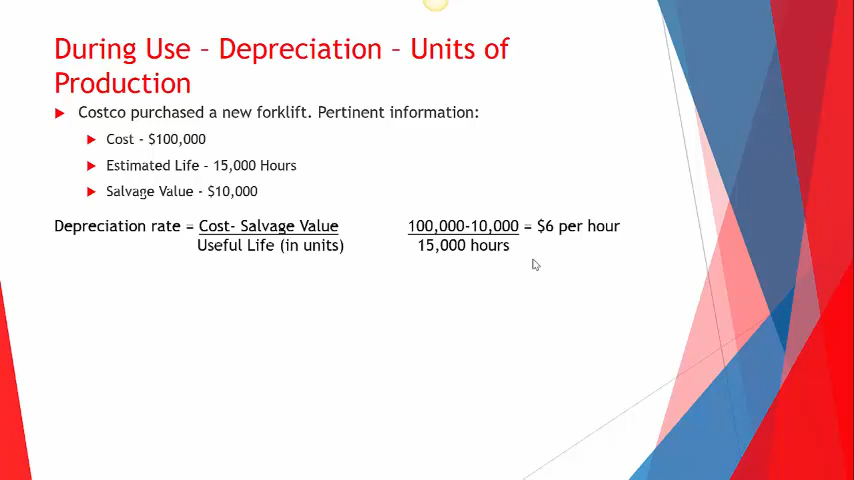 During Use – Depreciation – Units of
Production
Costco purchased a new forklift. Pertinent information:
Cost - $100,000
Estimated Life – 15,000 Hours
Salvage Value - $10,000
Depreciation rate = Cost- Salvage Value 100,000-10,000 = $6 per hour
Useful Life (in units) 15,000 hours